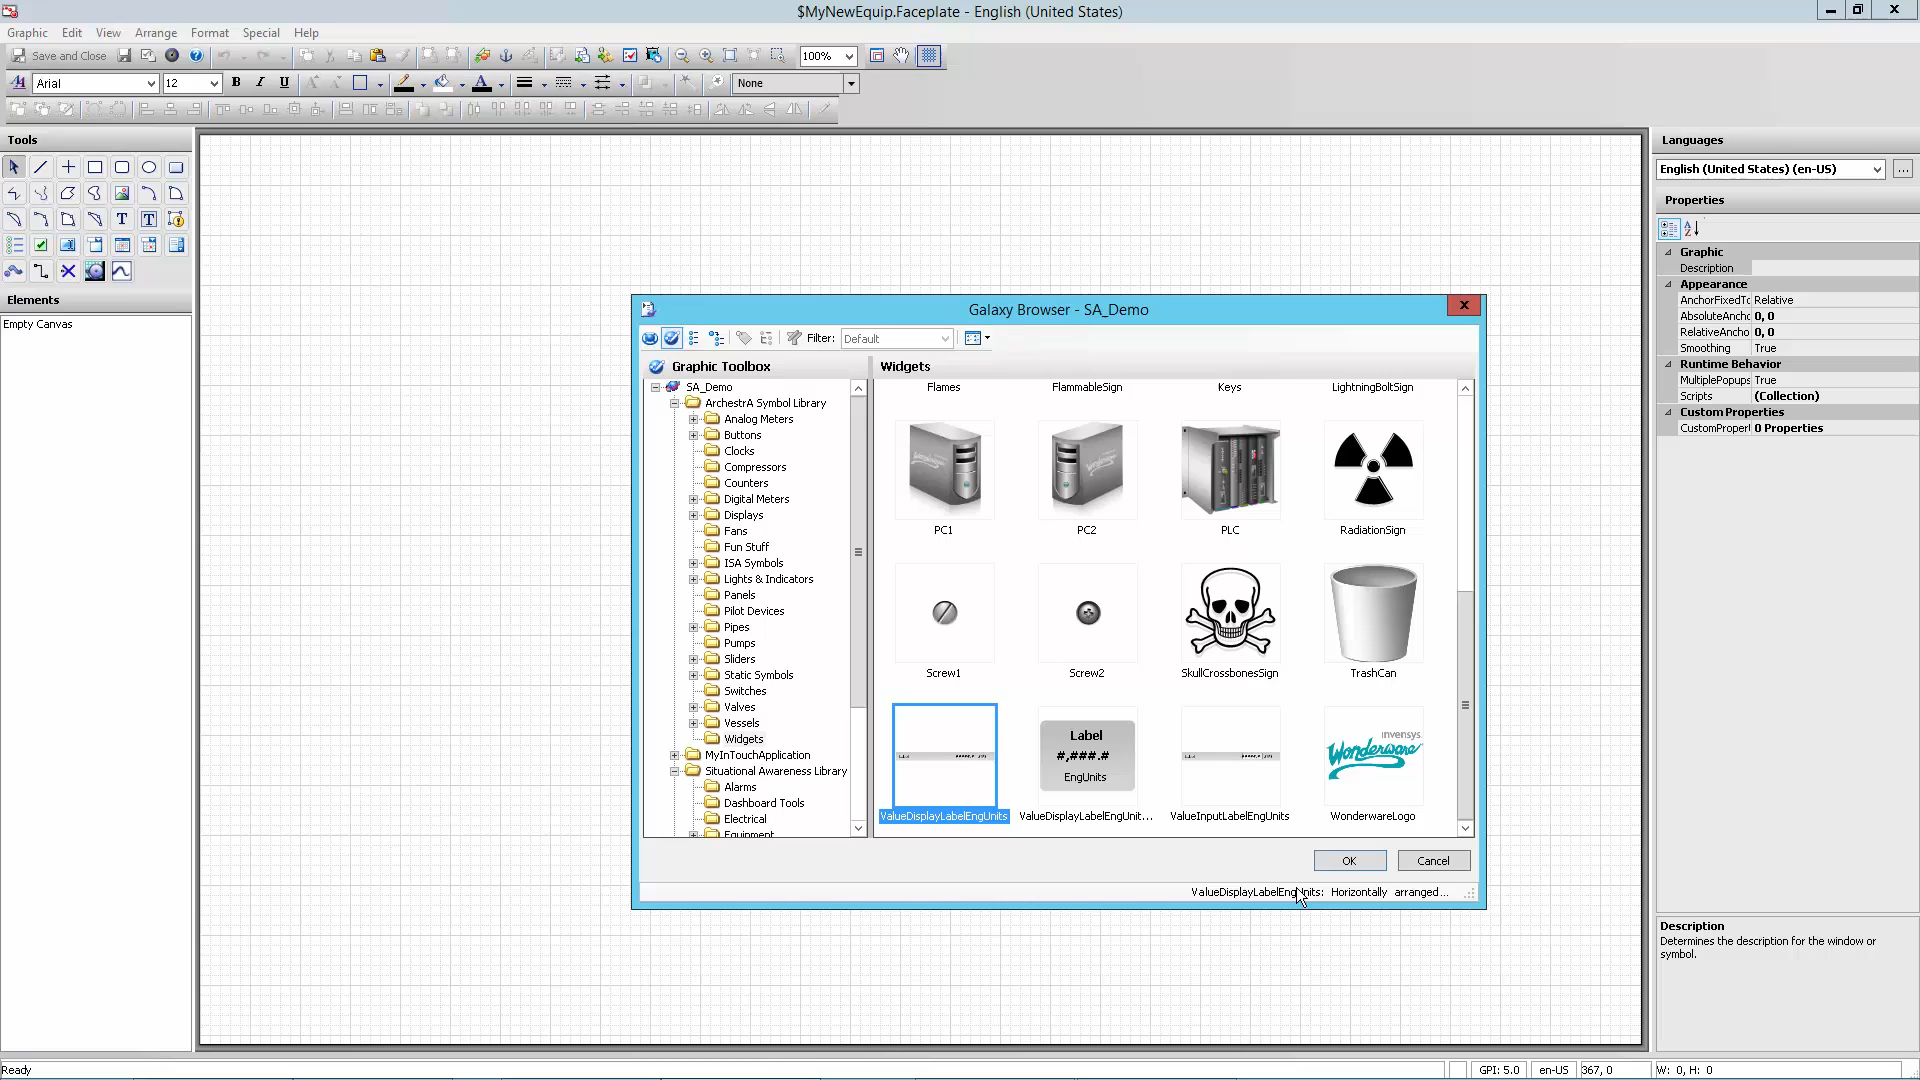 $MyNewEquip.Faceplate - English (United States)
Graphic Edit View Arrange Format Special Help
Save and Close 100%
Arial 12 B I U None
Tools
Elements
Empty Canvas
Galaxy Browser - SA_Demo
Filter: Default
Graphic Toolbox
SA_Demo
ArchestrA Symbol Library
Analog Meters
Buttons
Clocks
Compressors
Counters
Digital Meters
Displays
Fans
Fun Stuff
ISA Symbols
Lights & Indicators
Panels
Pilot Devices
Pipes
Pumps
Sliders
Static Symbols
Switches
Valves
Vessels
Widgets
MyInTouchApplication
Situational Awareness Library
Alarms
Dashboard Tools
Electrical
Equipment
Widgets
Flames FlammableSign Keys LightningBoltSign
PC1 PC2 PLC RadiationSign
Screw1 Screw2 SkullCrossbonesSign TrashCan
Label
#,###.#
EngUnits
invensys
Wonderware
ValueDisplayLabelEngUnits ValueDisplayLabelEngUnit... ValueInputLabelEngUnits WonderwareLogo
OK Cancel
ValueDisplayLabelEngUnits: Horizontally arranged...
Languages
English (United States) (en-US) ...
Properties
Graphic
Description
Appearance
AnchorFixedTo Relative
AbsoluteAncho 0, 0
RelativeAncho 0, 0
Smoothing True
Runtime Behavior
MultiplePopups True
Scripts (Collection)
Custom Properties
CustomPropert 0 Properties
Description
Determines the description for the window or
symbol.
Ready GPI: 5.0 en-US 367, 0 W: 0, H: 0